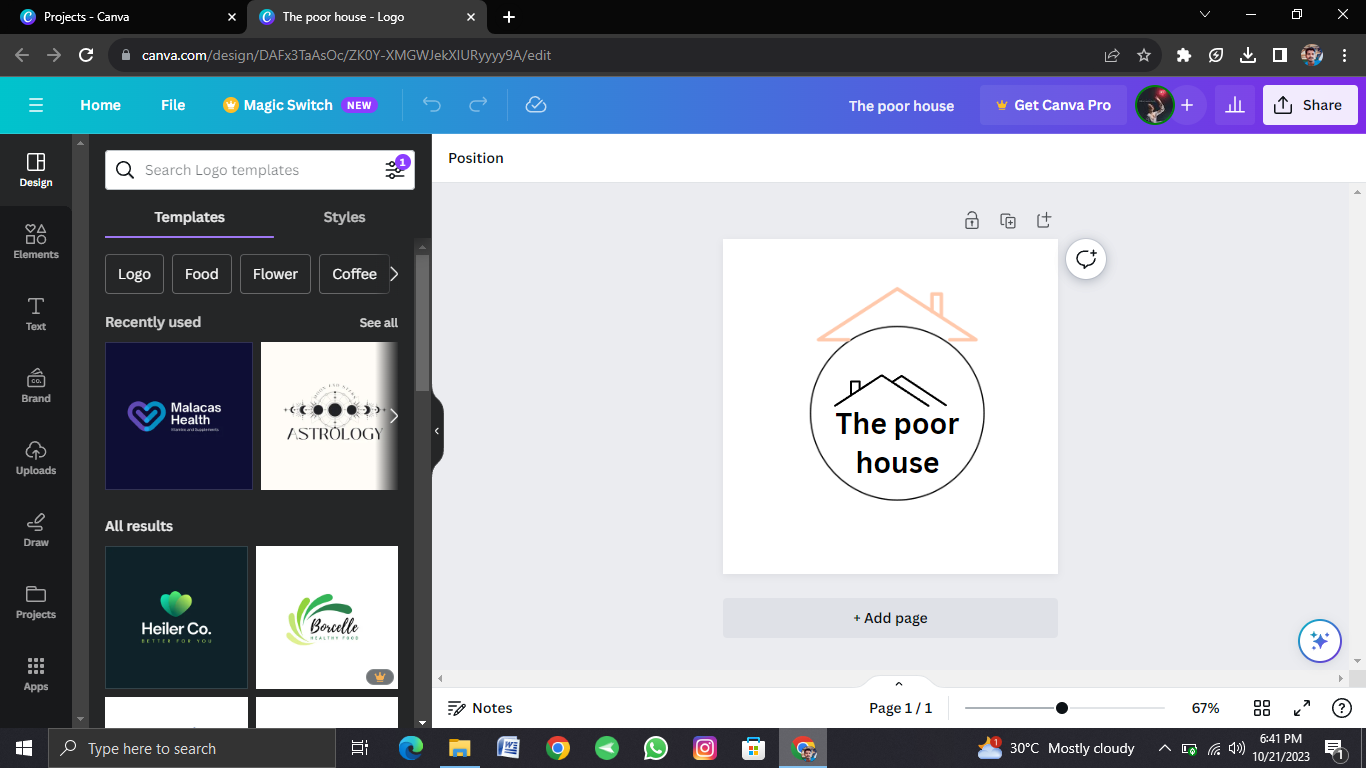 Projects - Canva
The poor house - Logo
canva.com/design/DAFx3TaAsOc/ZK0Y-XMGWJekXIURyyyy9A/edit
Home
File
Magic Switch
NEW
The poor house
Get Canva Pro
Share
Design
Elements
Text
CO.
Brand
Uploads
Draw
Projects
Apps
Search Logo templates
1
Templates
Styles
Logo
Food
Flower
Coffee
Recently used
See all
Malacas
Health
Vitamins and Supplements
ASTROLOGY
All results
Heiler Co.
BETTER FOR YOU
Borcelle
HEALTHY FOOD
Position
The poor
house
+ Add page
Notes
Page 1 / 1
67%
Type here to search
1
30°C Mostly cloudy
6:41 PM
10/21/2023
1